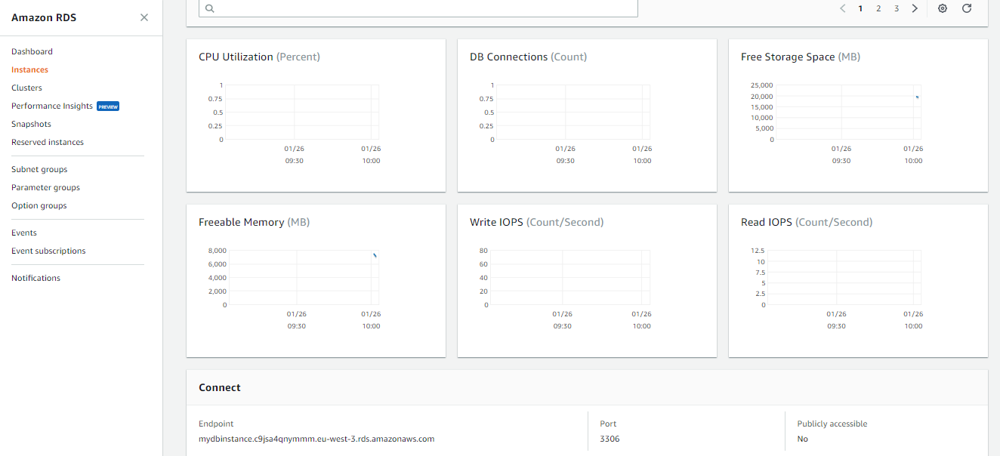 Amazon RDS
Dashboard
Instances
Clusters
Performance Insights PREVIEW
Snapshots
Reserved instances
Subnet groups
Parameter groups
Option groups
Events
Event subscriptions
Notifications
1 2 3
CPU Utilization (Percent)
1
0.75
0.5
0.25
0
01/26 01/26
09:30 10:00
DB Connections (Count)
1
0.75
0.5
0.25
0
01/26 01/26
09:30 10:00
Free Storage Space (MB)
25,000
20,000
15,000
10,000
5,000
0
01/26 01/26
09:30 10:00
Freeable Memory (MB)
8,000
6,000
4,000
2,000
0
01/26 01/26
09:30 10:00
Write IOPS (Count/Second)
80
60
40
20
0
01/26 01/26
09:30 10:00
Read IOPS (Count/Second)
12.5
10
7.5
5
2.5
0
01/26 01/26
09:30 10:00
Connect
Endpoint
mydbinstance.c9jsa4qnymmm.eu-west-3.rds.amazonaws.com
Port
3306
Publicly accessible
No